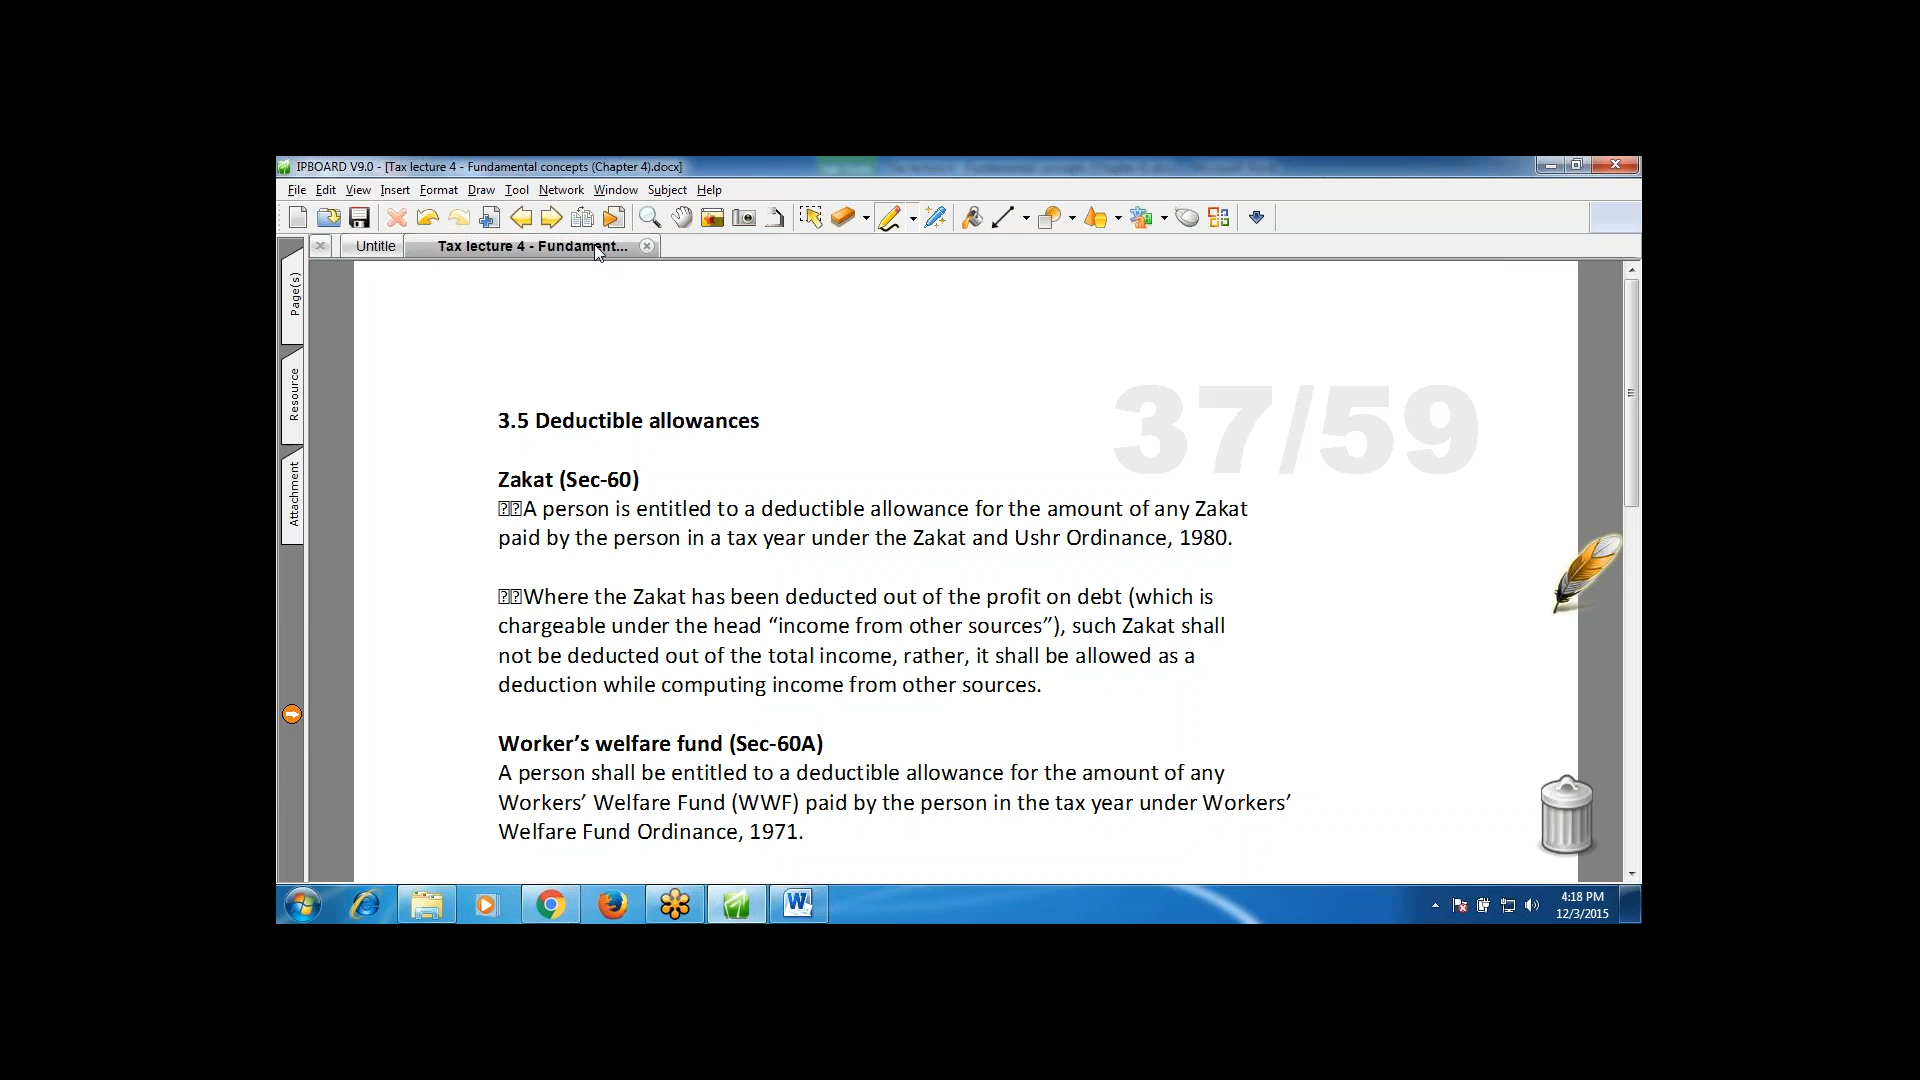 IPBOARD V9.0 - [Tax lecture 4 - Fundamental concepts (Chapter 4).docx]
File Edit View Insert Format Draw Tool Network Window Subject Help
Untitle Tax lecture 4 - Fundament...
Page(s)
Resource
Attachment
37/59
3.5 Deductible allowances
Zakat (Sec-60)
A person is entitled to a deductible allowance for the amount of any Zakat
paid by the person in a tax year under the Zakat and Ushr Ordinance, 1980.
Where the Zakat has been deducted out of the profit on debt (which is
chargeable under the head “income from other sources”), such Zakat shall
not be deducted out of the total income, rather, it shall be allowed as a
deduction while computing income from other sources.
Worker’s welfare fund (Sec-60A)
A person shall be entitled to a deductible allowance for the amount of any
Workers’ Welfare Fund (WWF) paid by the person in the tax year under Workers’
Welfare Fund Ordinance, 1971.
4:18 PM
12/3/2015